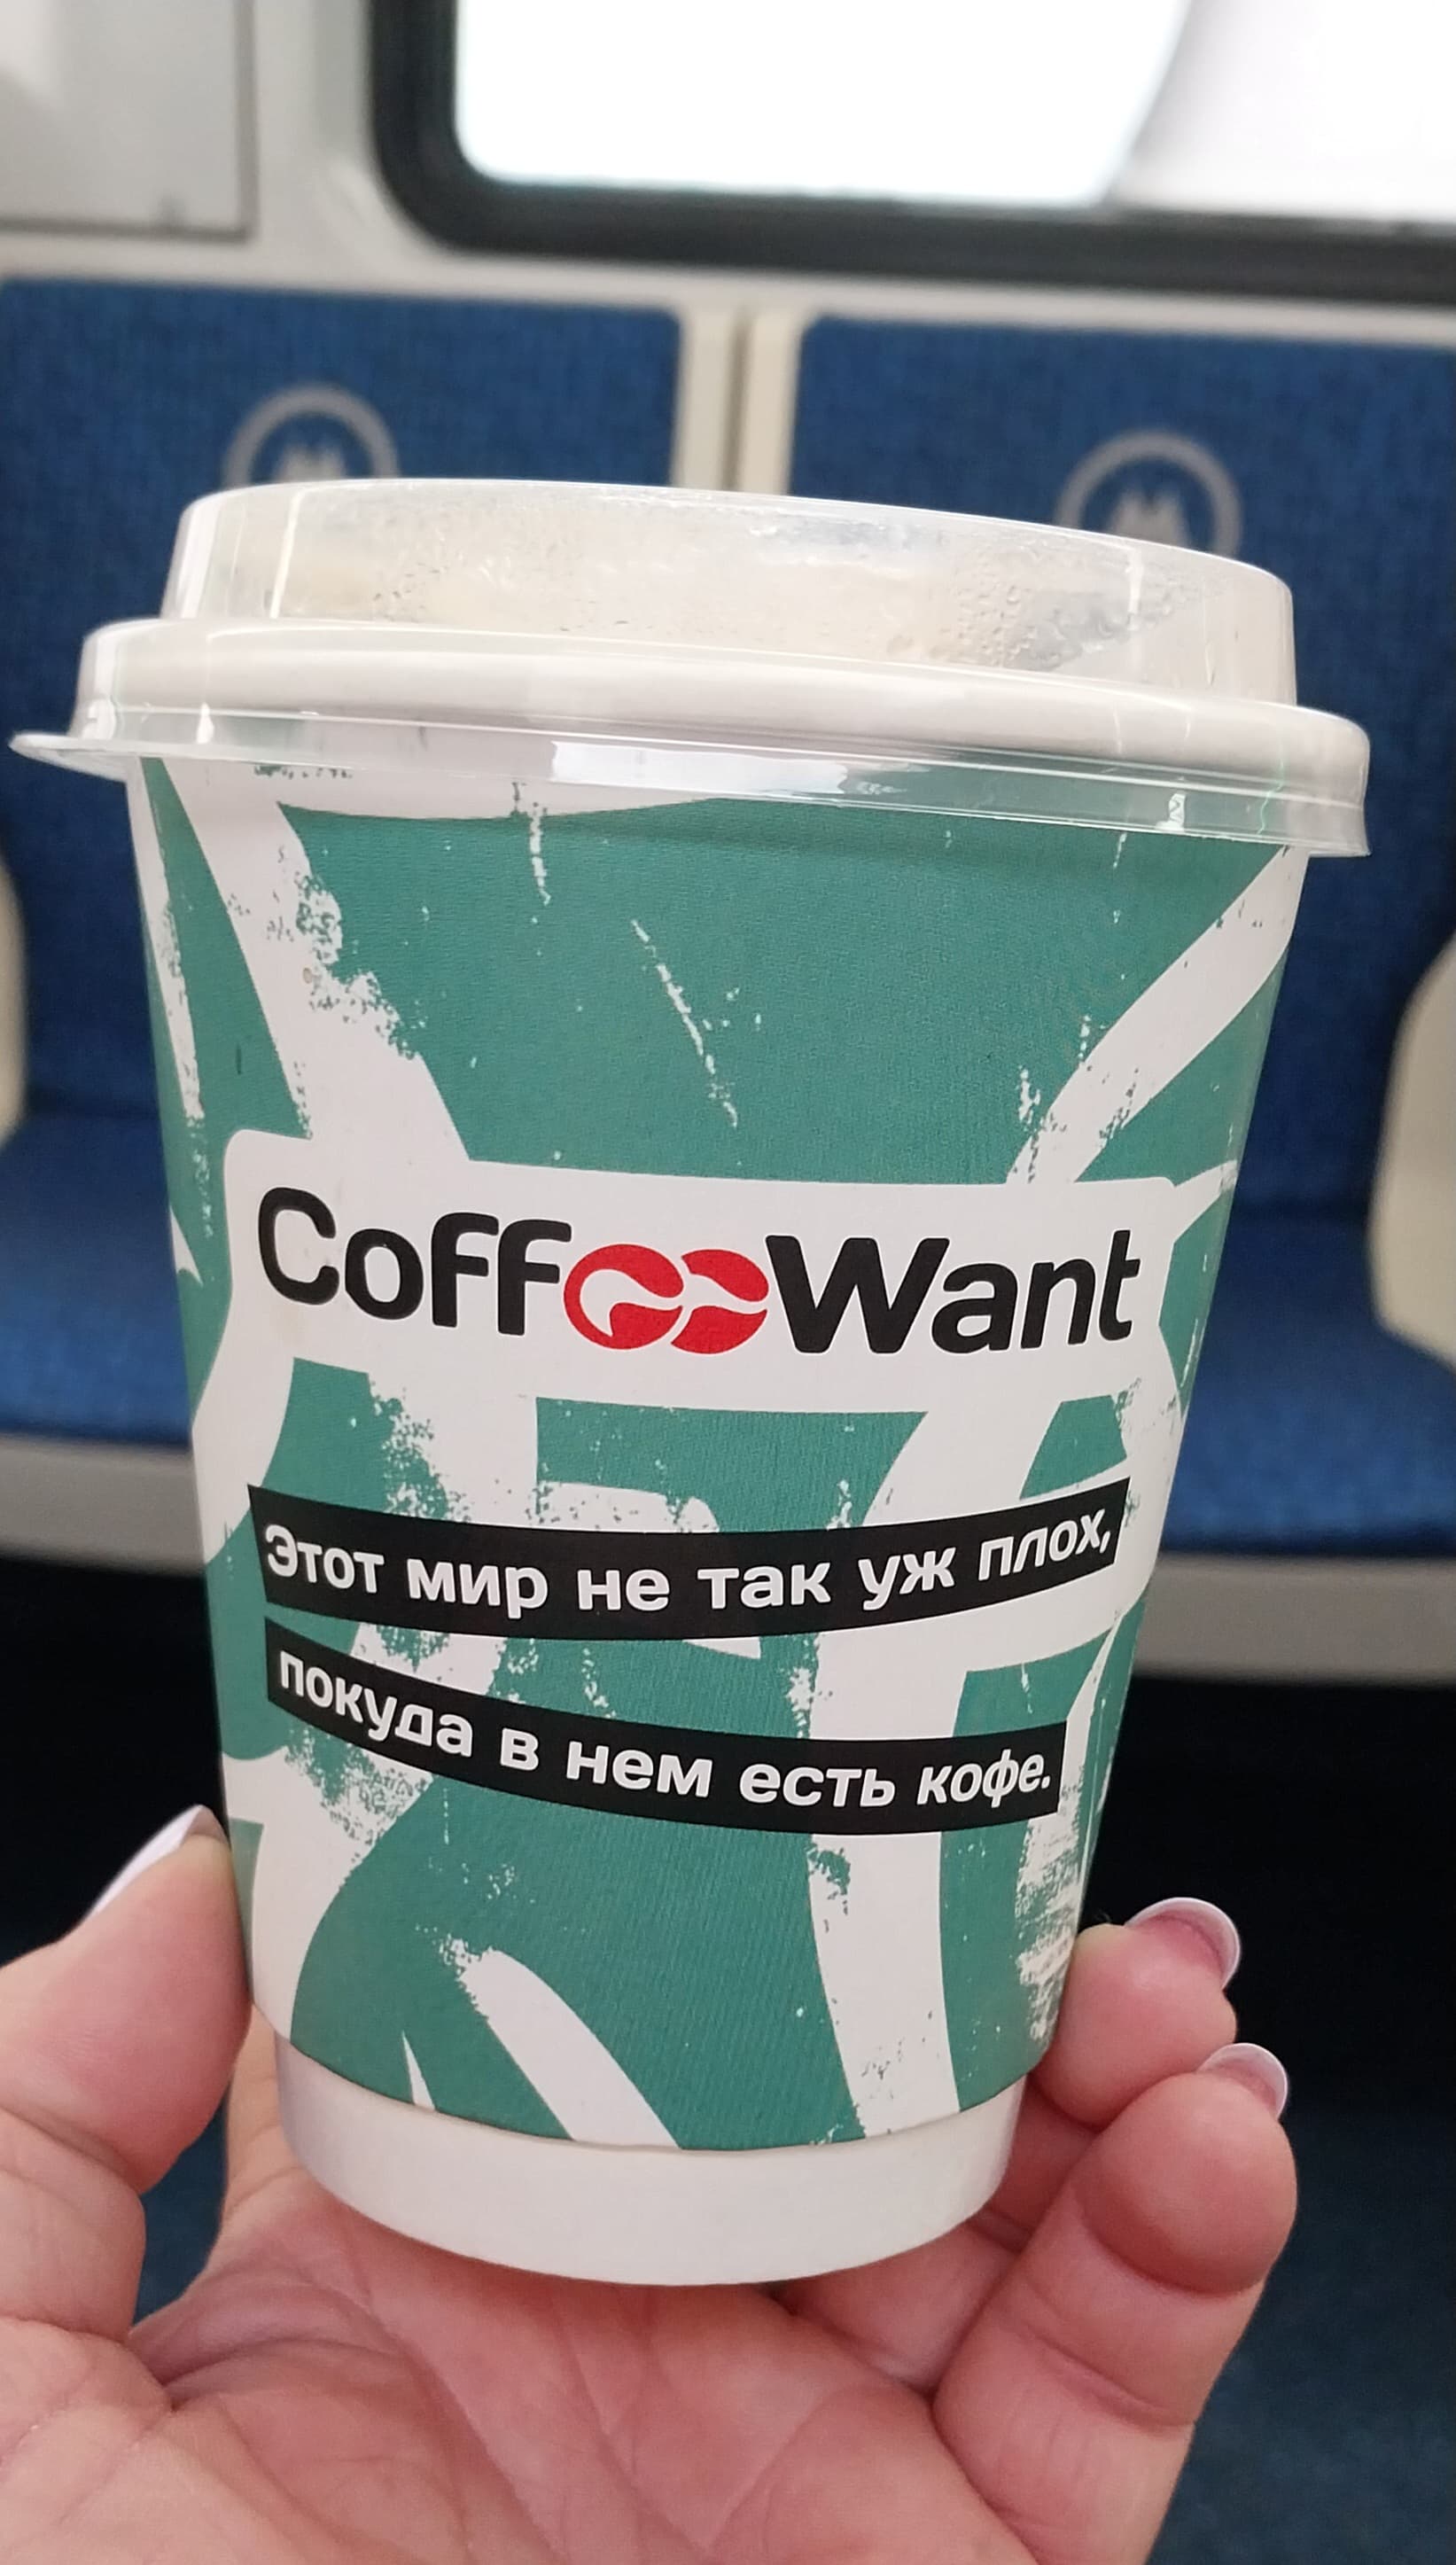 CoffeeWant
Этот мир не так уж плох,
покуда в нем есть кофе.